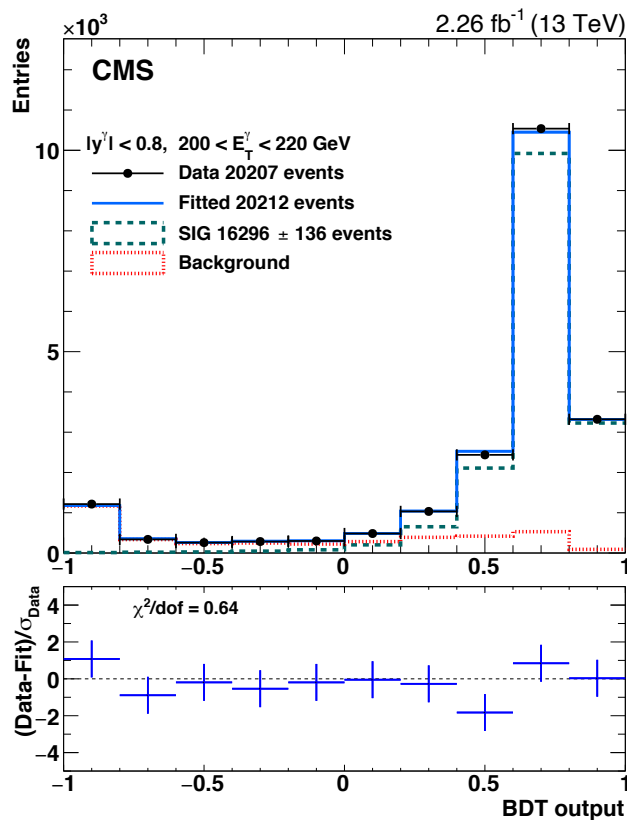 ×10³
2.26 fb⁻¹ (13 TeV)
Entries
CMS
|y^γ| < 0.8, 200 < E_T^γ < 220 GeV
Data 20207 events
Fitted 20212 events
SIG 16296 ± 136 events
Background
10
5
0
−1 −0.5 0 0.5 1
(Data-Fit)/σ_Data
χ²/dof = 0.64
4
2
0
−2
−4
−1 −0.5 0 0.5 1
BDT output